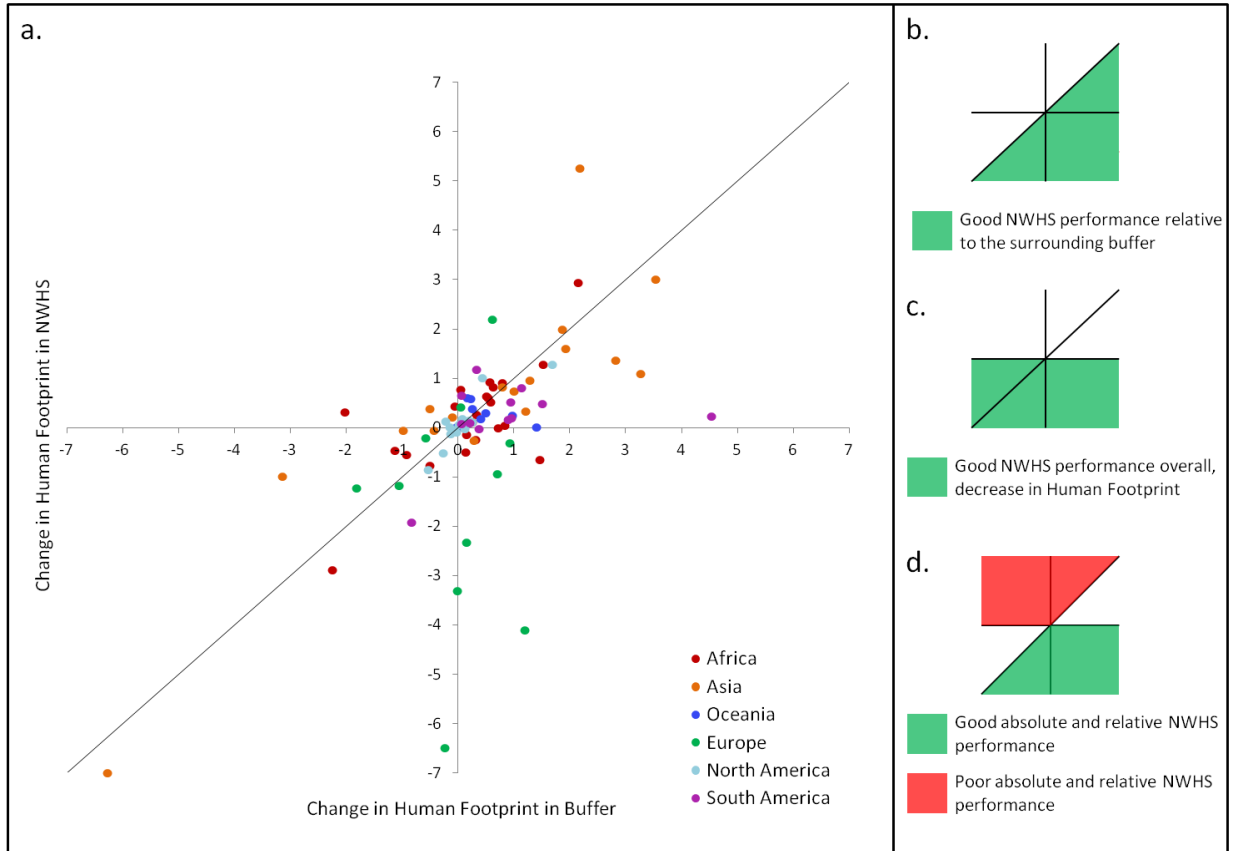 a.
Change in Human Footprint in NWHS
7
6
5
4
3
2
1
0
-1
-2
-3
-4
-5
-6
-7
-7 -6 -5 -4 -3 -2 -1 0 1 2 3 4 5 6 7
Change in Human Footprint in Buffer
Africa
Asia
Oceania
Europe
North America
South America
b.
Good NWHS performance relative
to the surrounding buffer
c.
Good NWHS performance overall,
decrease in Human Footprint
d.
Good absolute and relative NWHS
performance
Poor absolute and relative NWHS
performance